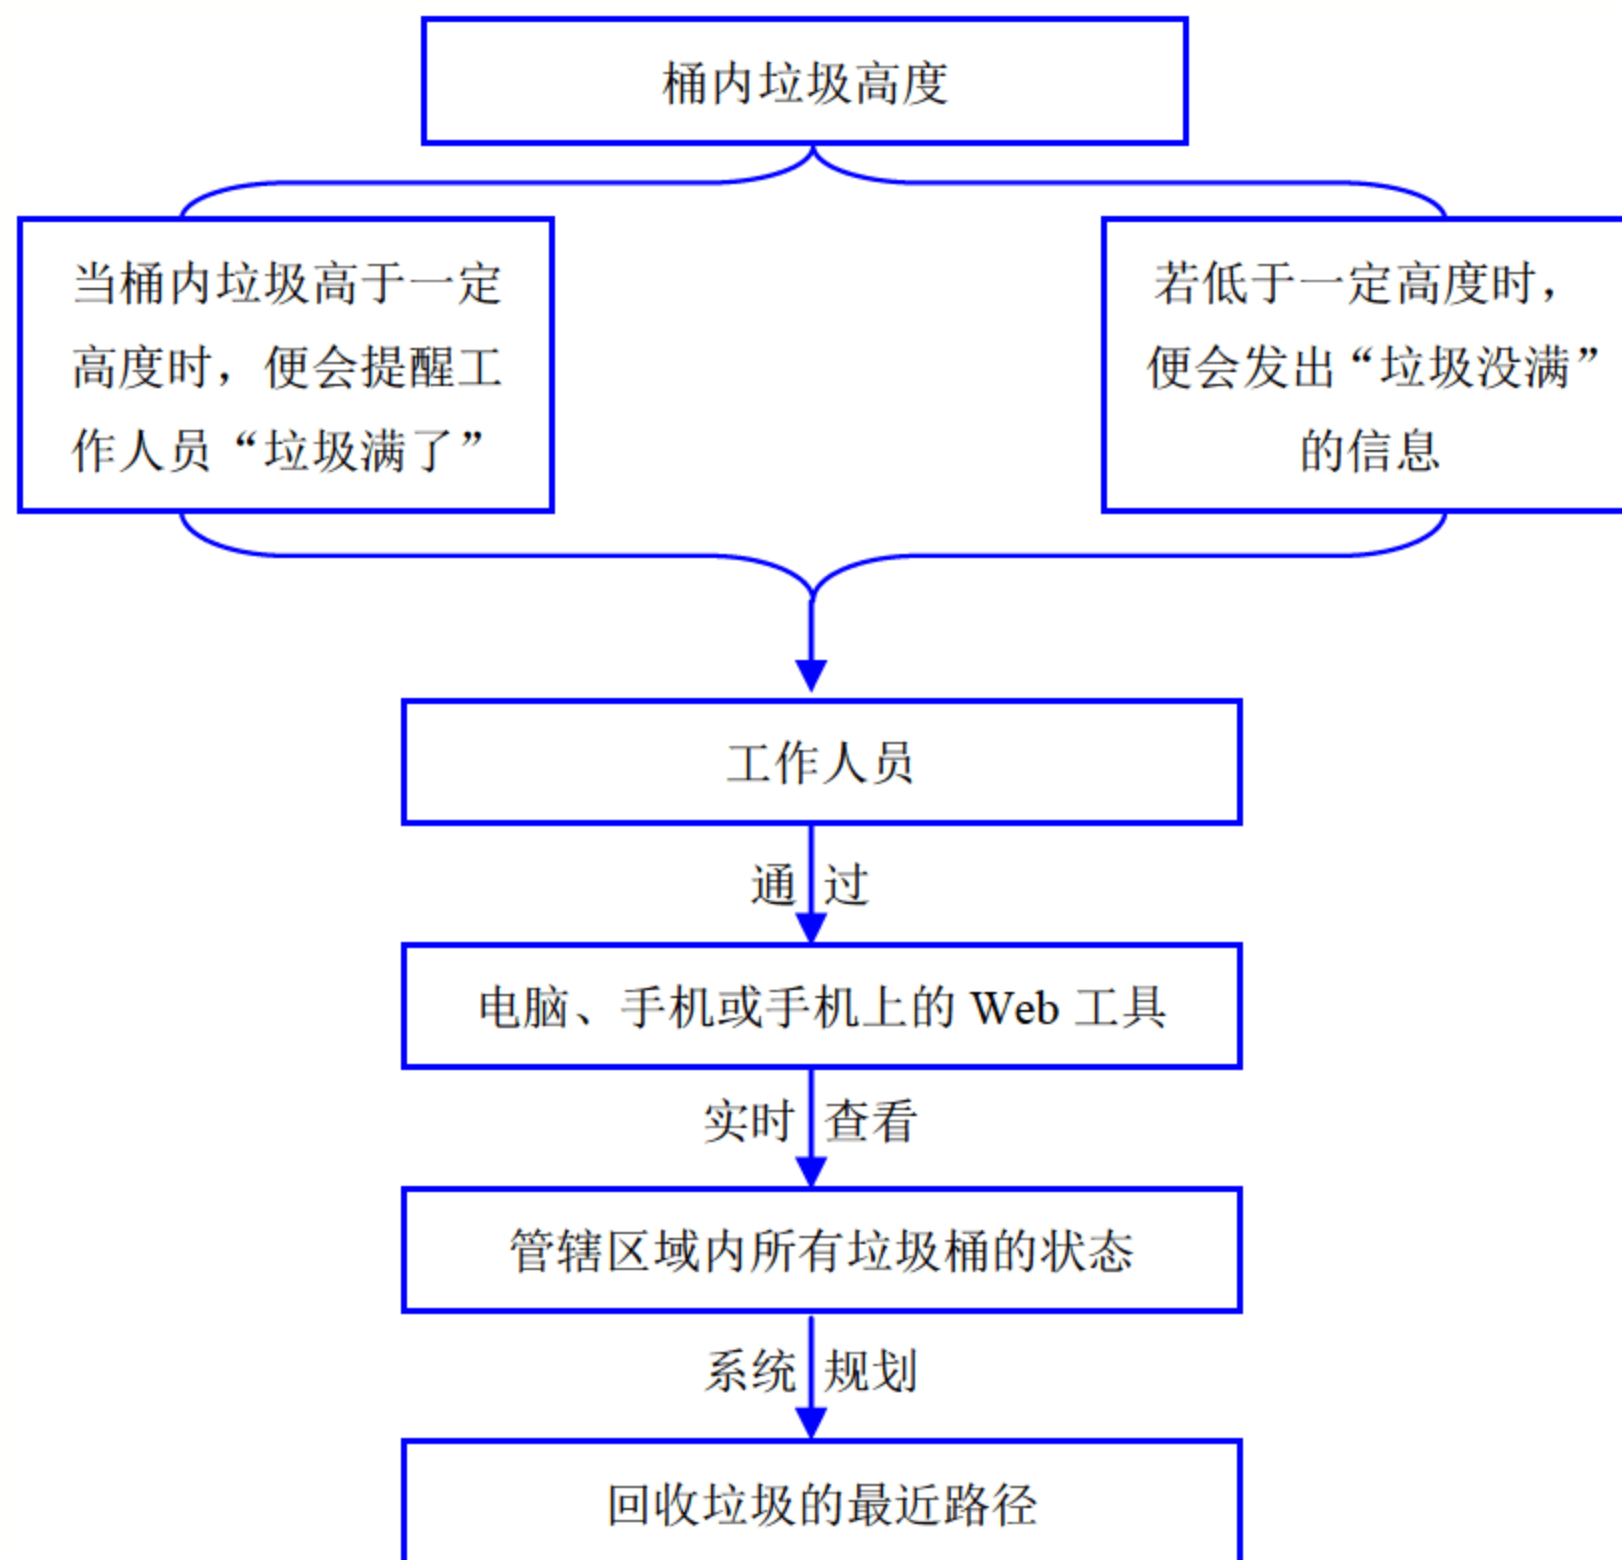 桶内垃圾高度
当桶内垃圾高于一定
高度时，便会提醒工
作人员“垃圾满了”
若低于一定高度时，
便会发出“垃圾没满”
的信息
工作人员
通过
电脑、手机或手机上的 Web 工具
实时查看
管辖区域内所有垃圾桶的状态
系统规划
回收垃圾的最近路径